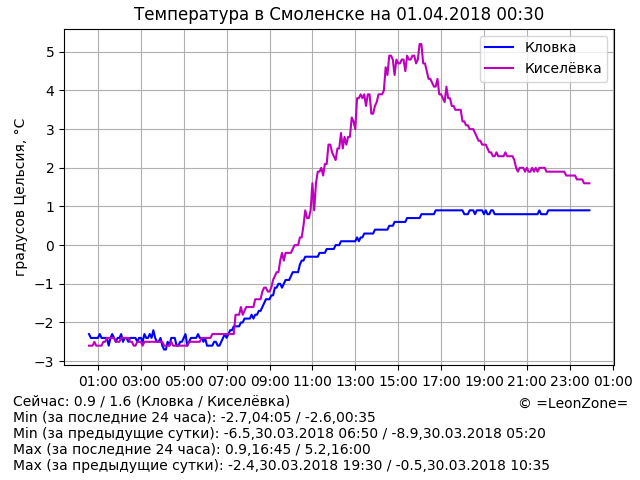 Температура в Смоленске на 01.04.2018 00:30
Кловка
Киселёвка
градусов Цельсия, °C
5
4
3
2
1
0
−1
−2
−3
01:00 03:00 05:00 07:00 09:00 11:00 13:00 15:00 17:00 19:00 21:00 23:00 01:00
Сейчас: 0.9 / 1.6 (Кловка / Киселёвка)
© =LeonZone=
Min (за последние 24 часа): -2.7,04:05 / -2.6,00:35
Min (за предыдущие сутки): -6.5,30.03.2018 06:50 / -8.9,30.03.2018 05:20
Max (за последние 24 часа): 0.9,16:45 / 5.2,16:00
Max (за предыдущие сутки): -2.4,30.03.2018 19:30 / -0.5,30.03.2018 10:35